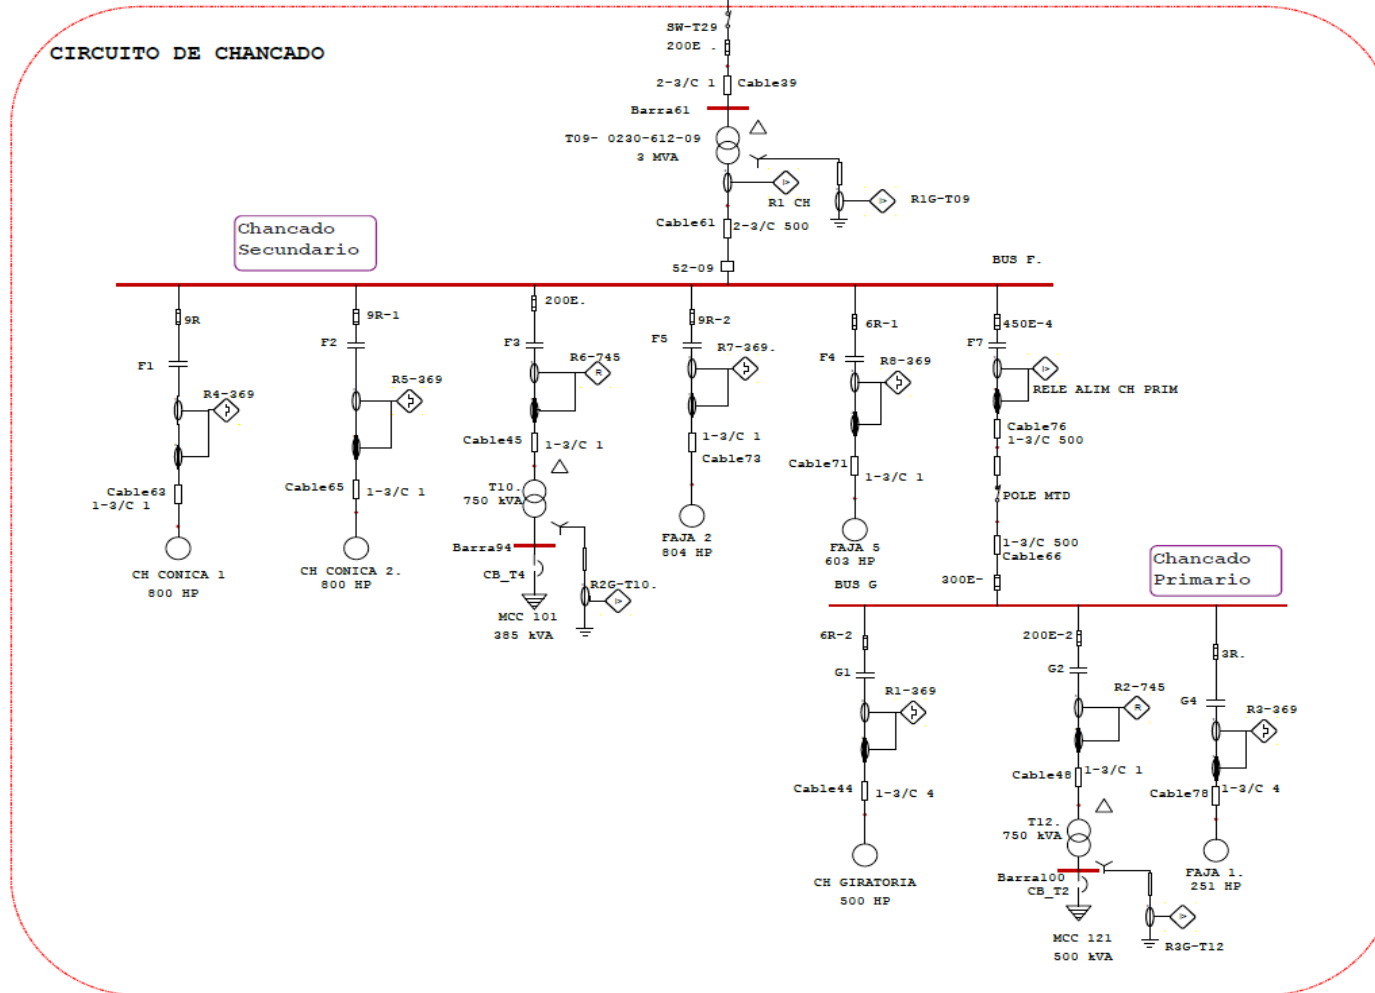 SW-T29
200E .
CIRCUITO DE CHANCADO
2-3/C 1 Cable39
Barra61
T09- 0230-612-09
3 MVA
R1 CH
R1G-T09
Cable61 2-3/C 500
Chancado
Secundario
52-09
BUS F.
9R
9R-1
200E.
9R-2
6R-1
450E-4
F1
F2
F3
F5
F4
F7
R4-369
R5-369
R6-745
R
R7-369.
R8-369
RELE ALIM CH PRIM
Cable76
1-3/C 500
Cable45 1-3/C 1
1-3/C 1
Cable73
Cable71 1-3/C 1
Cable63
1-3/C 1
Cable65 1-3/C 1
T10.
750 kVA
POLE MTD
FAJA 2
804 HP
FAJA 5
603 HP
1-3/C 500
Cable66
Barra94
CH CONICA 1
800 HP
CH CONICA 2.
800 HP
CB_T4
R2G-T10.
MCC 101
385 kVA
BUS G
300E-
Chancado
Primario
6R-2
200E-2
3R.
G1
G2
G4
R1-369
R2-745
R
R3-369
Cable44 1-3/C 4
Cable48 1-3/C 1
Cable78 1-3/C 4
T12.
750 kVA
CH GIRATORIA
500 HP
Barra100
CB_T2
FAJA 1.
251 HP
MCC 121
500 kVA
R3G-T12